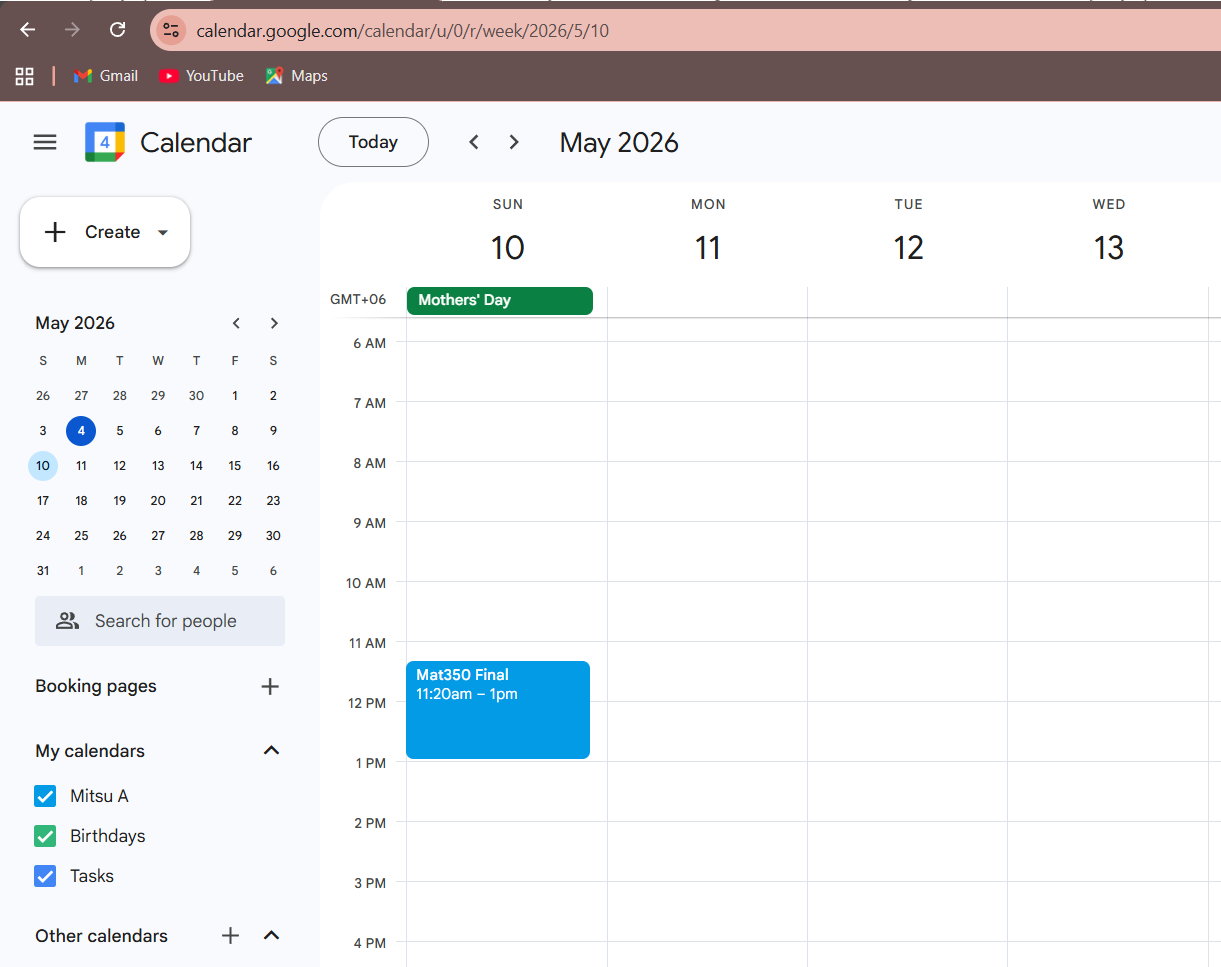 calendar.google.com/calendar/u/0/r/week/2026/5/10
Gmail YouTube Maps
4 Calendar Today May 2026
Create
May 2026
S M T W T F S
26 27 28 29 30 1 2
3 4 5 6 7 8 9
10 11 12 13 14 15 16
17 18 19 20 21 22 23
24 25 26 27 28 29 30
31 1 2 3 4 5 6
Search for people
Booking pages
My calendars
Mitsu A
Birthdays
Tasks
Other calendars
SUN MON TUE WED
10 11 12 13
GMT+06 Mothers' Day
6 AM
7 AM
8 AM
9 AM
10 AM
11 AM
Mat350 Final
11:20am – 1pm
12 PM
1 PM
2 PM
3 PM
4 PM